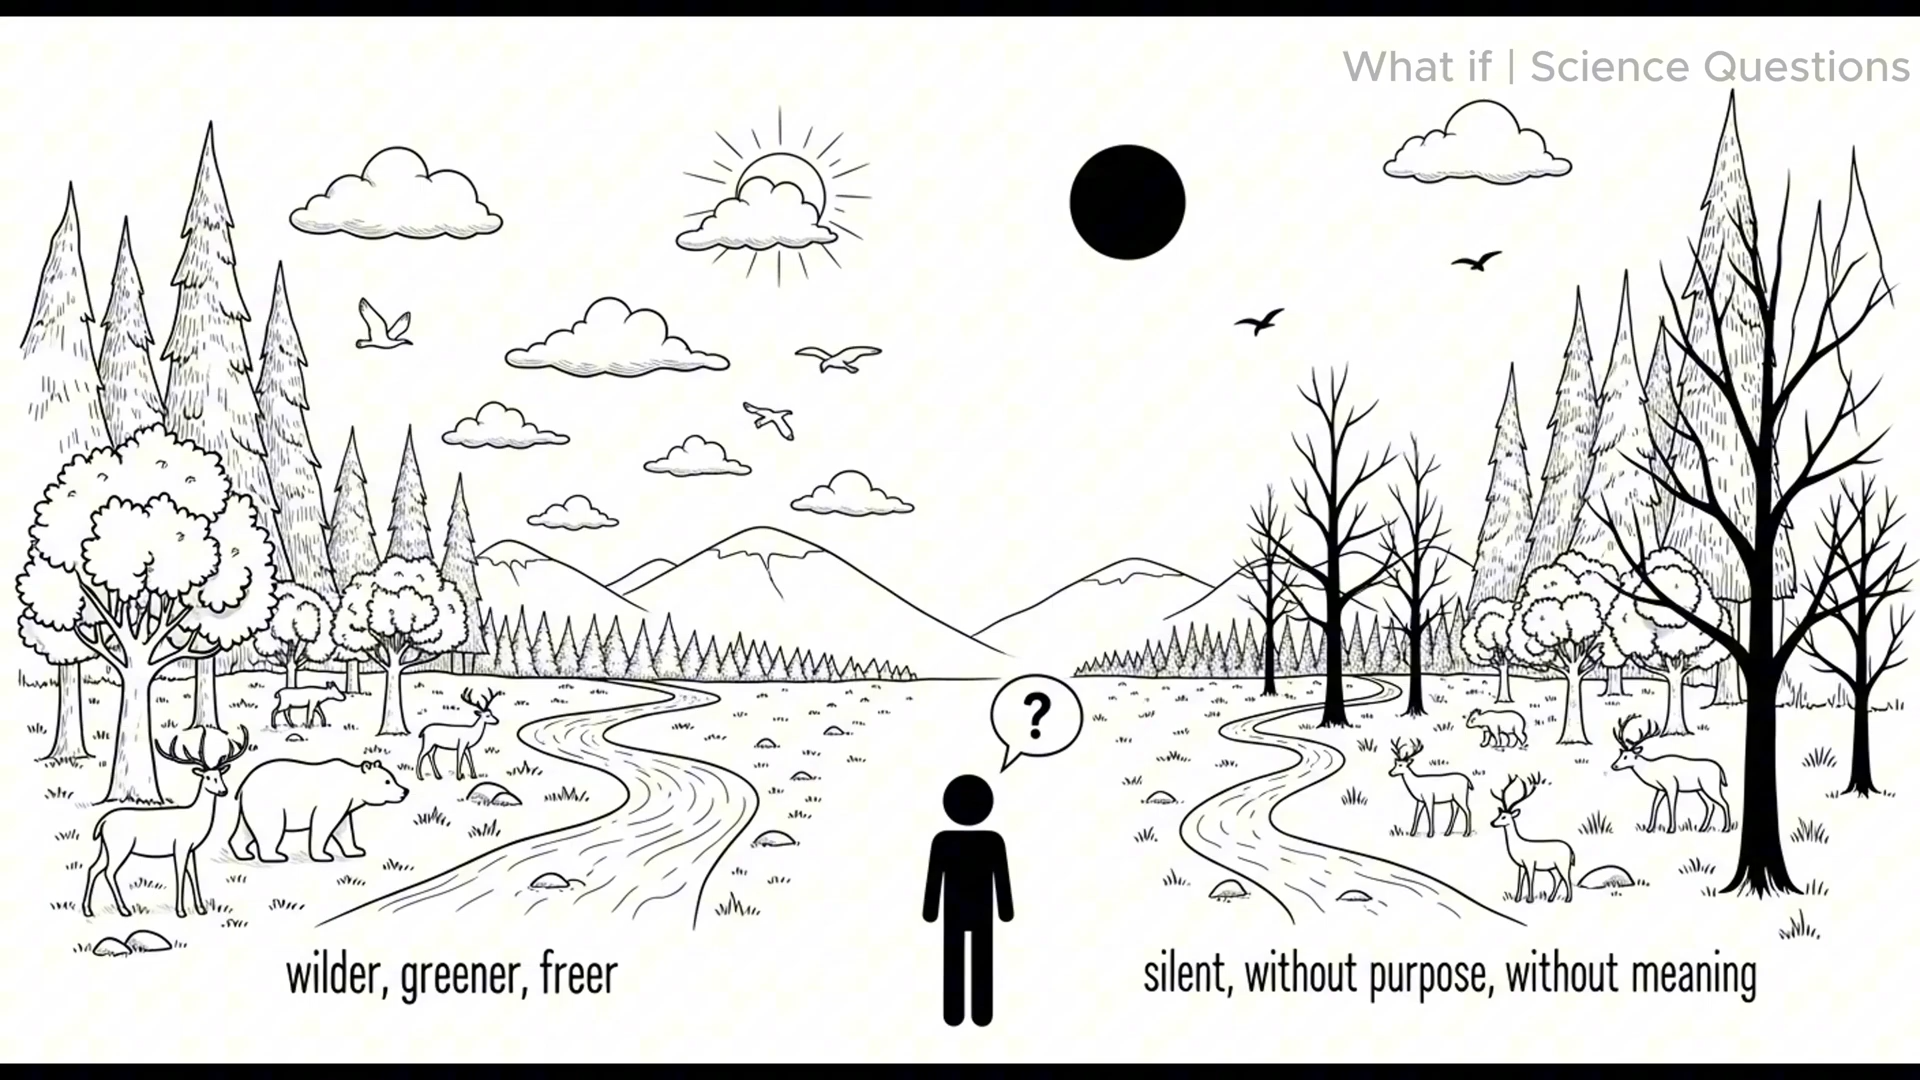 What if | Science Questions
?
wilder, greener, freer
silent, without purpose, without meaning